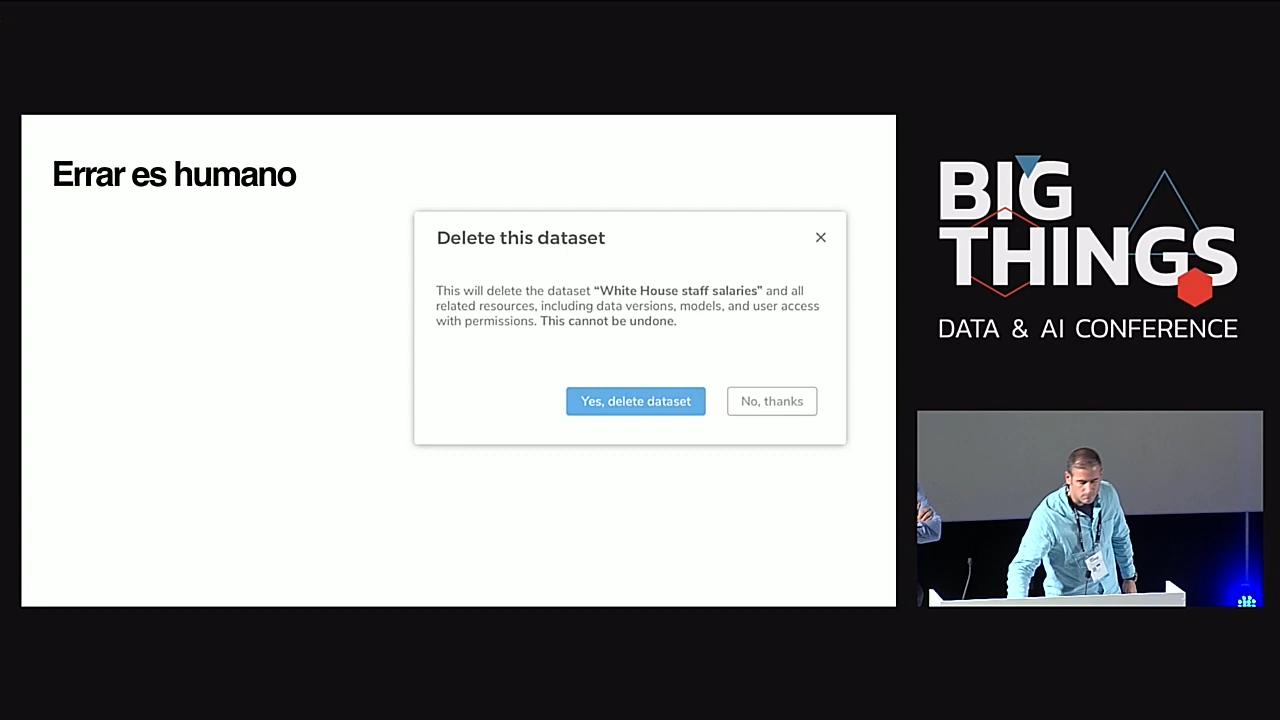 Errar es humano
Delete this dataset
This will delete the dataset “White House staff salaries” and all
related resources, including data versions, models, and user access
with permissions. This cannot be undone.
Yes, delete dataset
No, thanks
BIG
THINGS
DATA & AI CONFERENCE